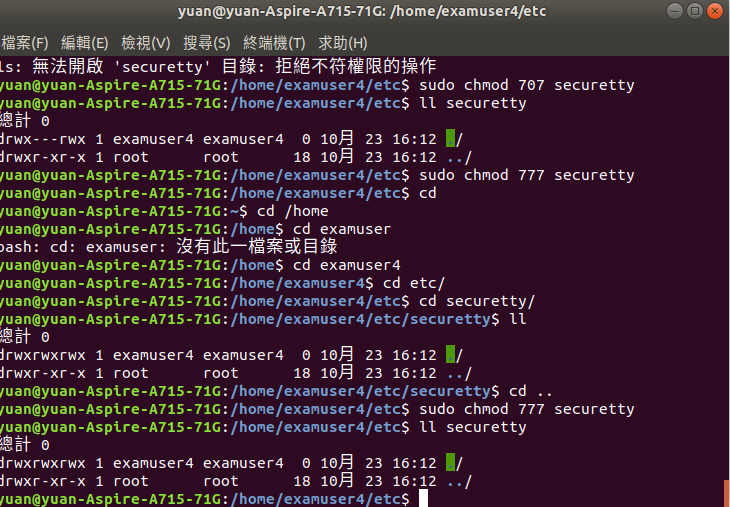 yuan@yuan-Aspire-A715-71G: /home/examuser4/etc
檔案(F) 編輯(E) 檢視(V) 搜尋(S) 終端機(T) 求助(H)
ls: 無法開啟 'securetty' 目錄: 拒絕不符權限的操作
yuan@yuan-Aspire-A715-71G:/home/examuser4/etc$ sudo chmod 707 securetty
yuan@yuan-Aspire-A715-71G:/home/examuser4/etc$ ll securetty
總計 0
drwx---rwx 1 examuser4 examuser4  0 10月 23 16:12 ./
drwxr-xr-x 1 root      root      18 10月 23 16:12 ../
yuan@yuan-Aspire-A715-71G:/home/examuser4/etc$ sudo chmod 777 securetty
yuan@yuan-Aspire-A715-71G:/home/examuser4/etc$ cd
yuan@yuan-Aspire-A715-71G:~$ cd /home
yuan@yuan-Aspire-A715-71G:/home$ cd examuser
bash: cd: examuser: 沒有此一檔案或目錄
yuan@yuan-Aspire-A715-71G:/home$ cd examuser4
yuan@yuan-Aspire-A715-71G:/home/examuser4$ cd etc/
yuan@yuan-Aspire-A715-71G:/home/examuser4/etc$ cd securetty/
yuan@yuan-Aspire-A715-71G:/home/examuser4/etc/securetty$ ll
總計 0
drwxrwxrwx 1 examuser4 examuser4  0 10月 23 16:12 ./
drwxr-xr-x 1 root      root      18 10月 23 16:12 ../
yuan@yuan-Aspire-A715-71G:/home/examuser4/etc/securetty$ cd ..
yuan@yuan-Aspire-A715-71G:/home/examuser4/etc$ sudo chmod 777 securetty
yuan@yuan-Aspire-A715-71G:/home/examuser4/etc$ ll securetty
總計 0
drwxrwxrwx 1 examuser4 examuser4  0 10月 23 16:12 ./
drwxr-xr-x 1 root      root      18 10月 23 16:12 ../
yuan@yuan-Aspire-A715-71G:/home/examuser4/etc$